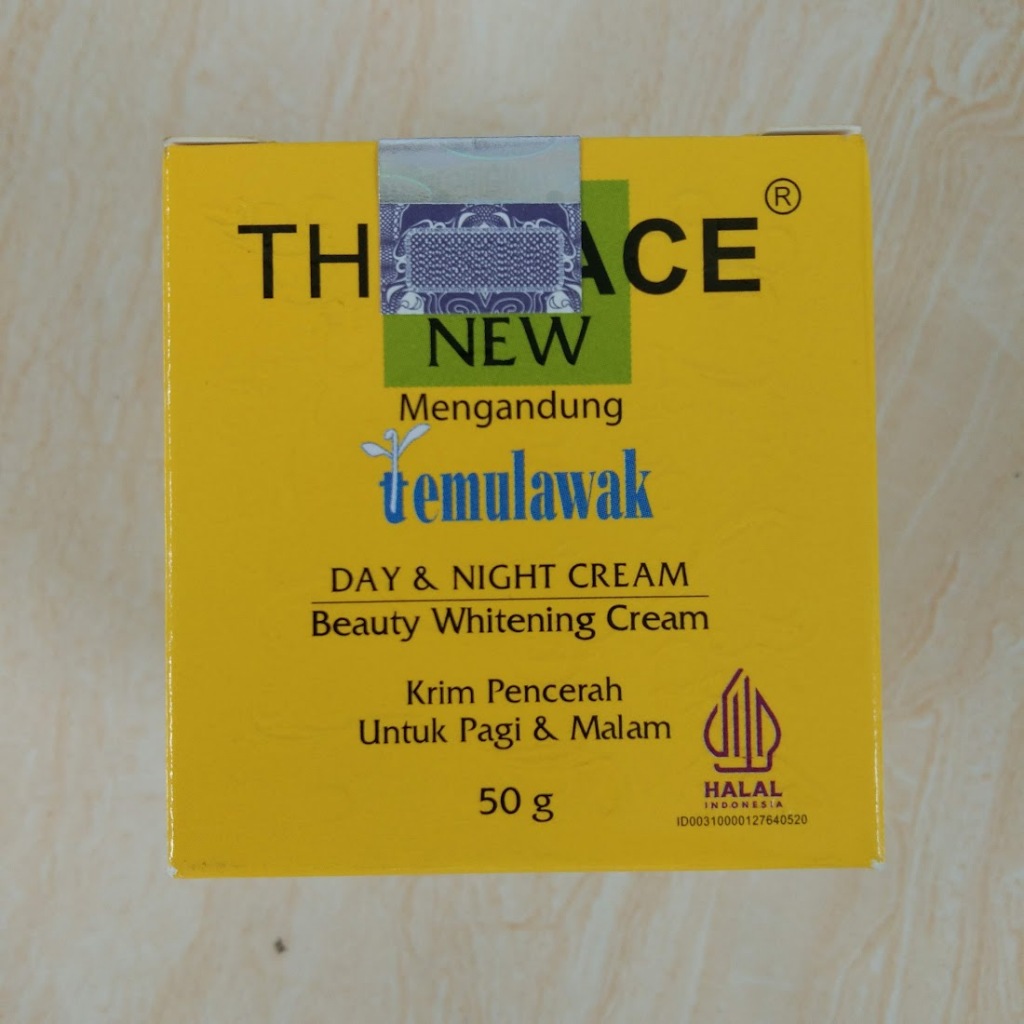 TH ACE ®
NEW
Mengandung
temulawak
DAY & NIGHT CREAM
Beauty Whitening Cream
Krim Pencerah
Untuk Pagi & Malam
50 g
HALAL
INDONESIA
ID00310000127640520